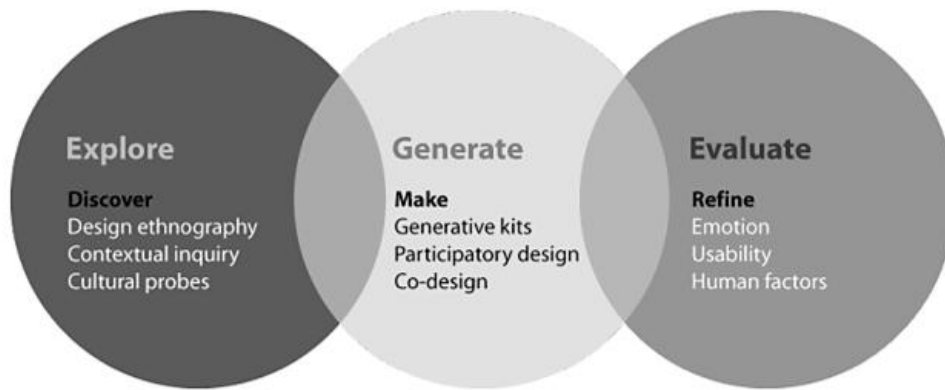 Explore
Discover
Design ethnography
Contextual inquiry
Cultural probes
Generate
Make
Generative kits
Participatory design
Co-design
Evaluate
Refine
Emotion
Usability
Human factors